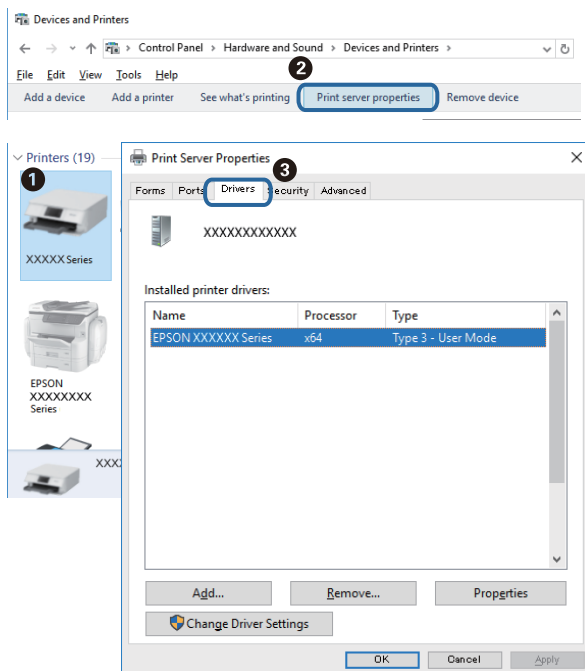 Devices and Printers
Control Panel > Hardware and Sound > Devices and Printers >
File Edit View Tools Help
2
Add a device Add a printer See what's printing Print server properties Remove device
Printers (19)
1
XXXXX Series
EPSON
XXXXXXXX
Series
XXX
Print Server Properties
3
Forms Ports Drivers Security Advanced
XXXXXXXXXXXX
Installed printer drivers:
Name Processor Type
EPSON XXXXXX Series x64 Type 3 - User Mode
Add... Remove... Properties
Change Driver Settings
OK Cancel Apply